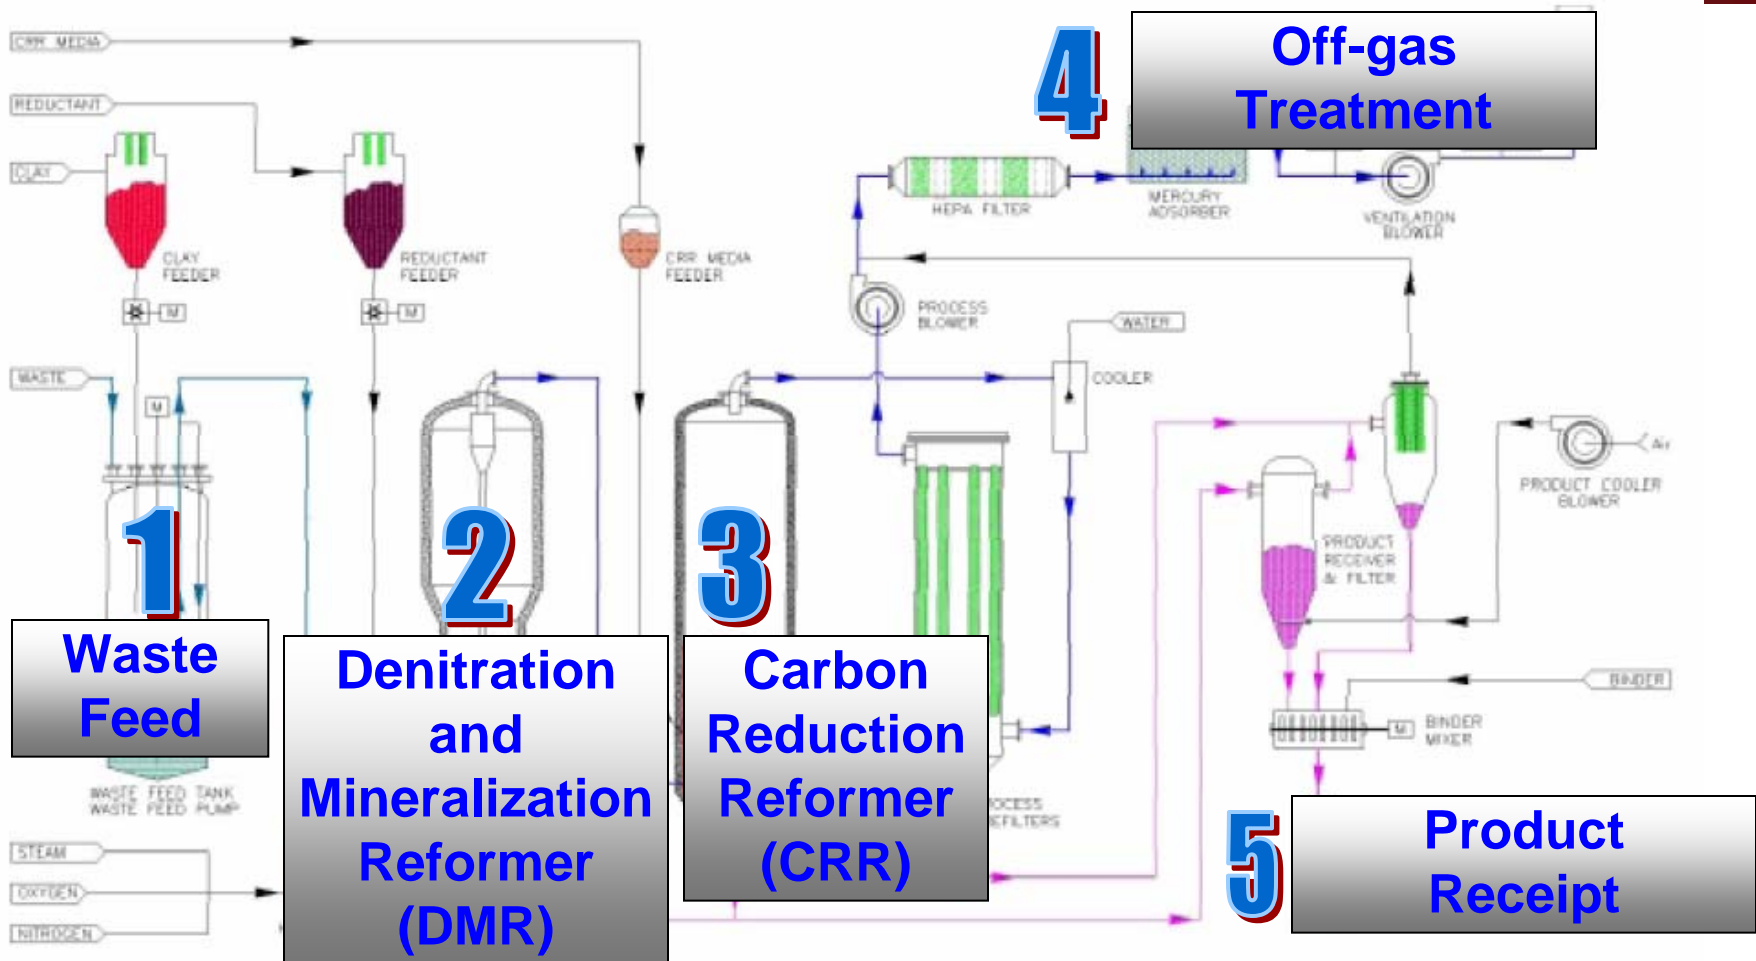 CRR MEDIA
REDUCTANT
CLAY
CLAY
FEEDER
REDUCTANT
FEEDER
CRR MEDIA
FEEDER
M
M
4
Off-gas
Treatment
HEPA FILTER
MERCURY
ADSORBER
VENTILATION
BLOWER
PROCESS
BLOWER
WATER
COOLER
WASTE
M
Air
PRODUCT COOLER
BLOWER
PRODUCT
RECEIVER
& FILTER
1
Waste
Feed
2
Denitration
and
Mineralization
Reformer
(DMR)
3
Carbon
Reduction
Reformer
(CRR)
BINDER
M
BINDER
MIXER
WASTE FEED TANK
WASTE FEED PUMP
STEAM
OXYGEN
NITROGEN
5
Product
Receipt